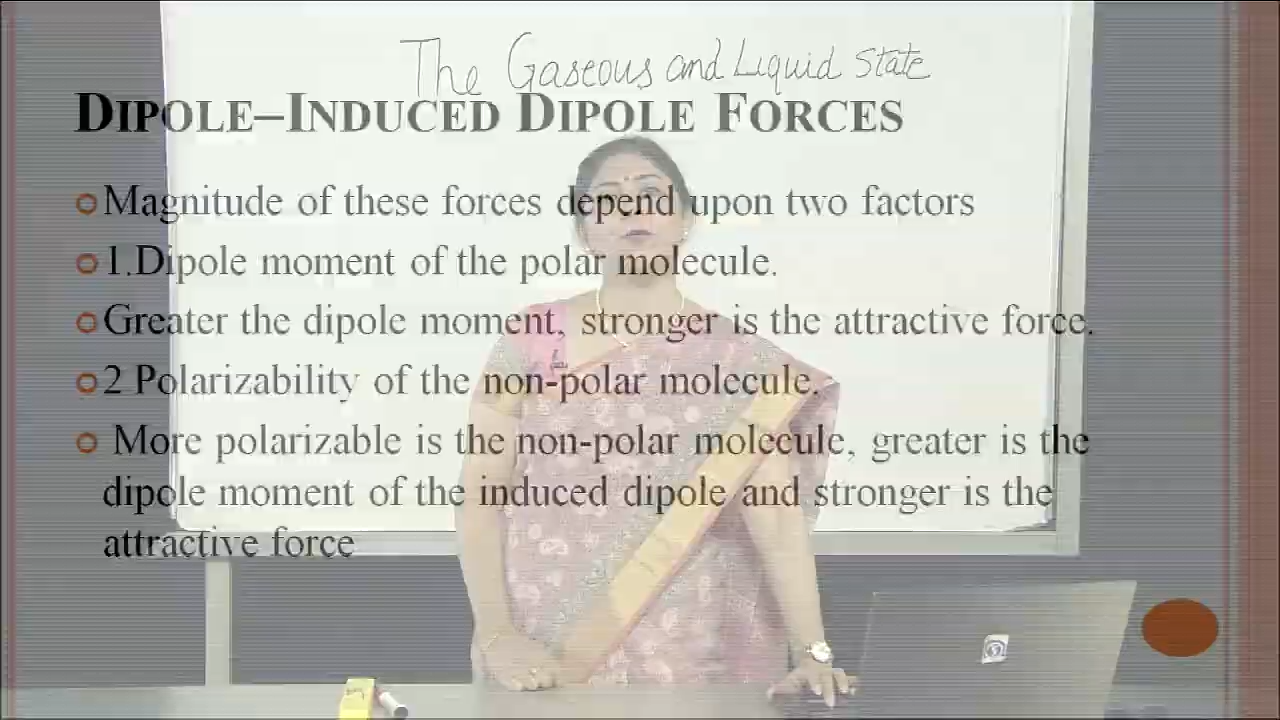 The Gaseous and Liquid State
DIPOLE–INDUCED DIPOLE FORCES
Magnitude of these forces depend upon two factors
1.Dipole moment of the polar molecule.
Greater the dipole moment, stronger is the attractive force.
2 Polarizability of the non-polar molecule.
More polarizable is the non-polar molecule, greater is the
dipole moment of the induced dipole and stronger is the
attractive force